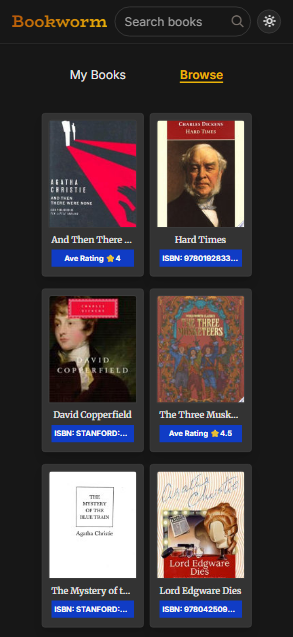 Bookworm
Search books
My Books
Browse
AGATHA
CHRISTIE
AND THEN
THERE WERE NONE
And Then There ...
Ave Rating ⭐4
CHARLES DICKENS
HARD TIMES
Hard Times
ISBN: 9780192833...
CHARLES
DICKENS
DAVID
COPPERFIELD
David Copperfield
ISBN: STANFORD:...
THE THREE
MUSKETEERS
The Three Musk...
Ave Rating ⭐4.5
THE
MYSTERY
OF THE
BLUE TRAIN
Agatha Christie
The Mystery of t...
ISBN: STANFORD:...
Agatha
Christie
Lord Edgware
Dies
Lord Edgware Dies
ISBN: 978042509...